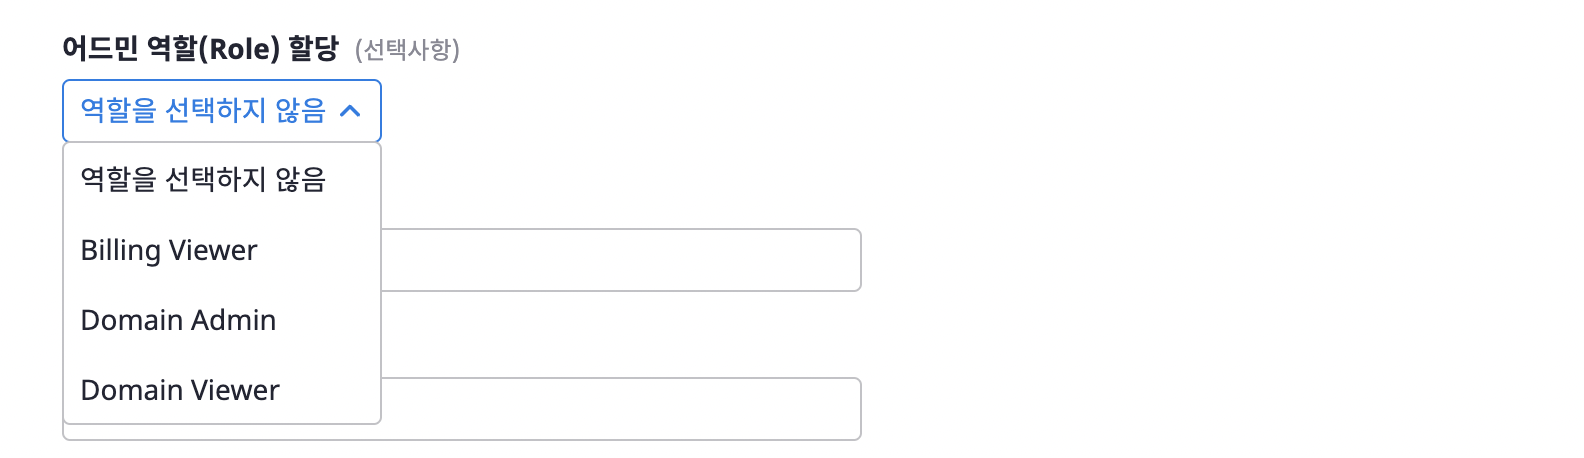 어드민 역할(Role) 할당 (선택사항)
역할을 선택하지 않음
역할을 선택하지 않음
Billing Viewer
Domain Admin
Domain Viewer